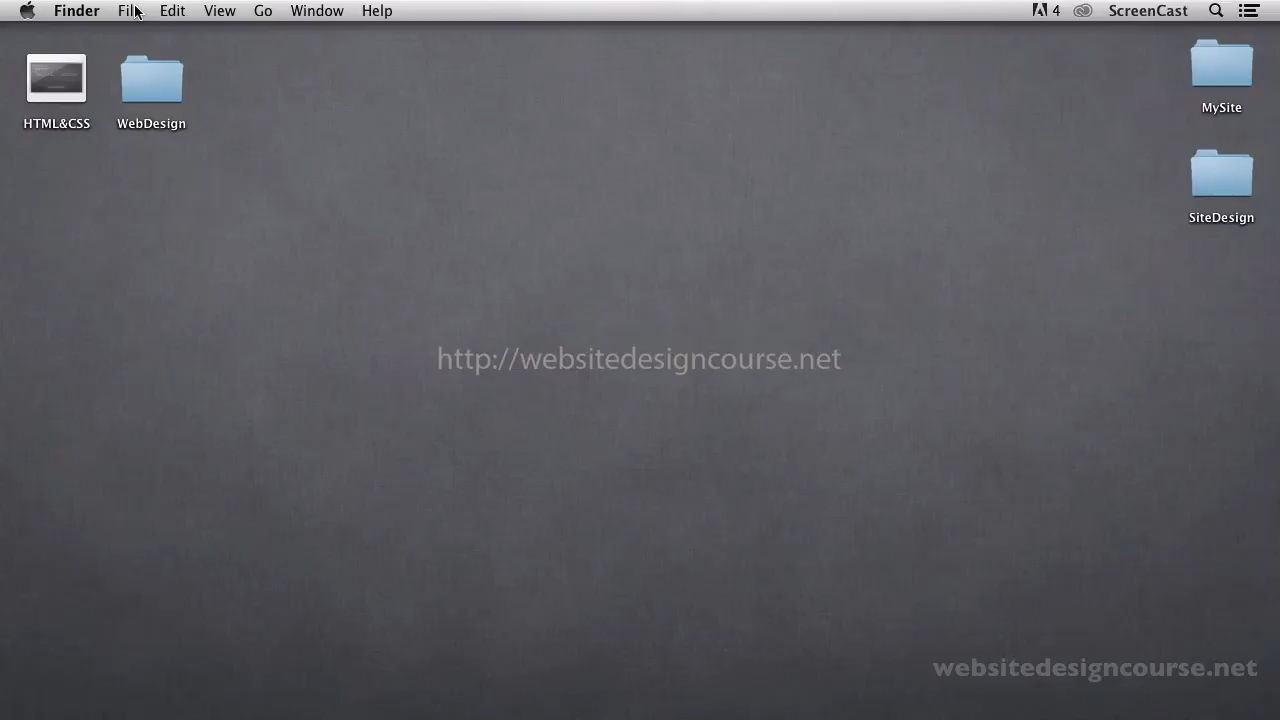 Finder File Edit View Go Window Help 4 ScreenCast
HTML&CSS WebDesign MySite
SiteDesign
http://websitedesigncourse.net
websitedesigncourse.net